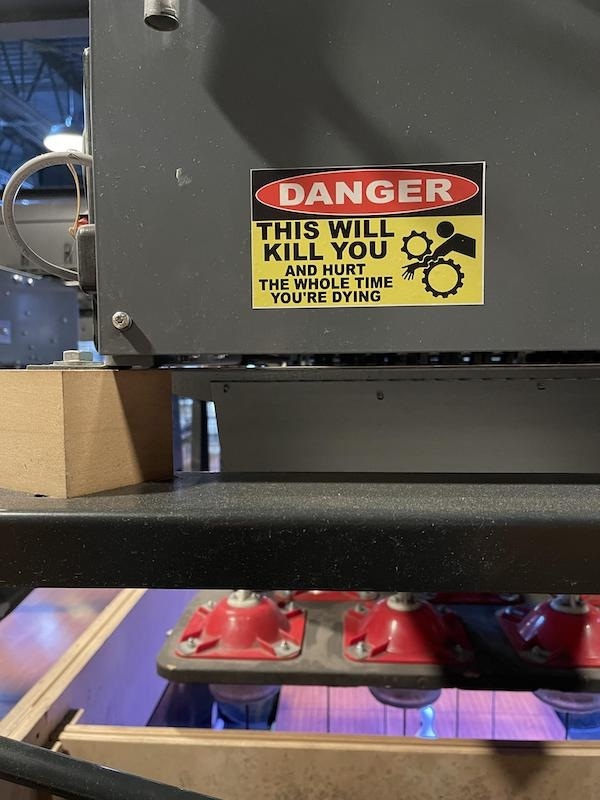 DANGER
THIS WILL
KILL YOU
AND HURT
THE WHOLE TIME
YOU'RE DYING